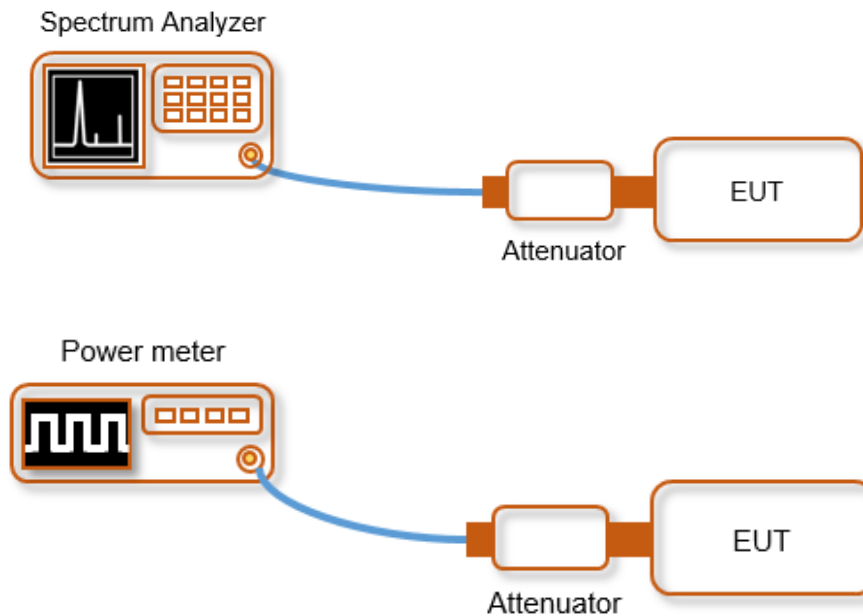 Spectrum Analyzer
EUT
Attenuator
Power meter
EUT
Attenuator